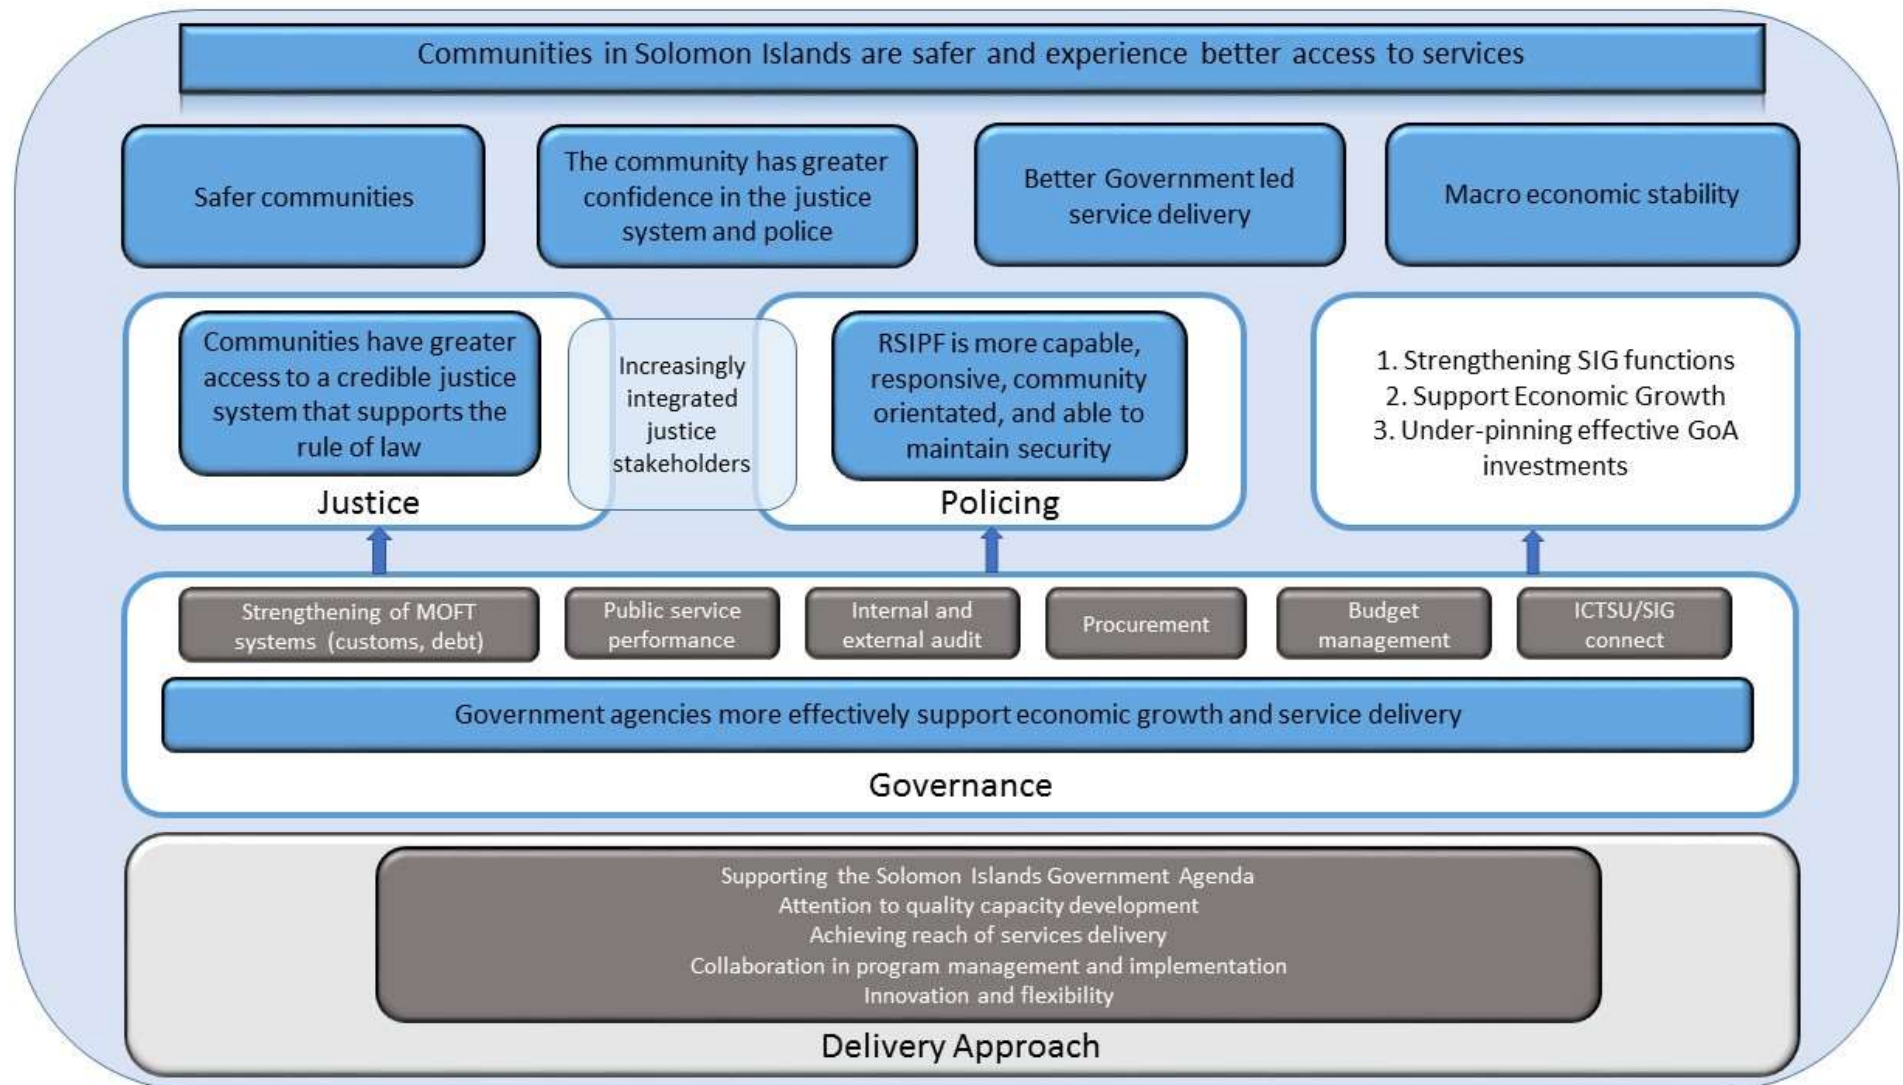 Communities in Solomon Islands are safer and experience better access to services
Safer communities
The community has greater
confidence in the justice
system and police
Better Government led
service delivery
Macro economic stability
Communities have greater
access to a credible justice
system that supports the
rule of law
Justice
Increasingly
integrated
justice
stakeholders
RSIPF is more capable,
responsive, community
orientated, and able to
maintain security
Policing
1. Strengthening SIG functions
2. Support Economic Growth
3. Under-pinning effective GoA
investments
Strengthening of MOFT
systems (customs, debt)
Public service
performance
Internal and
external audit
Procurement
Budget
management
ICTSU/SIG
connect
Government agencies more effectively support economic growth and service delivery
Governance
Supporting the Solomon Islands Government Agenda
Attention to quality capacity development
Achieving reach of services delivery
Collaboration in program management and implementation
Innovation and flexibility
Delivery Approach